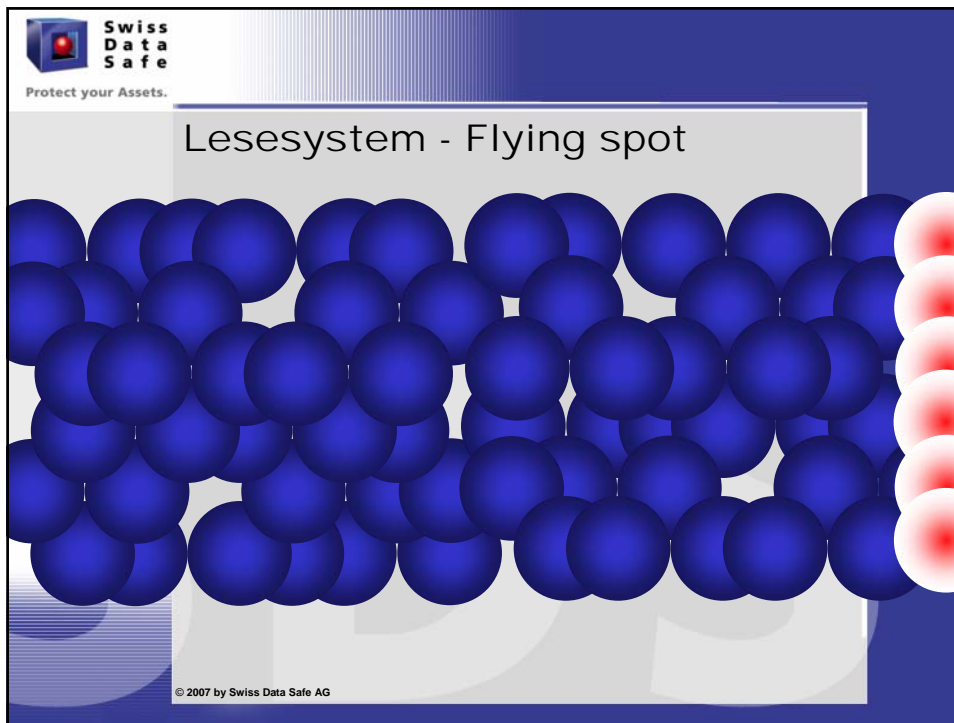 Swiss
Data
Safe
Protect your Assets.
Lesesystem - Flying spot
© 2007 by Swiss Data Safe AG